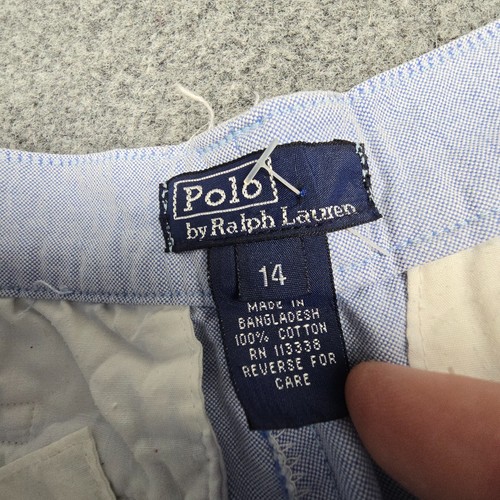 Polo
by Ralph Lauren
14
MADE IN
BANGLADESH
100% COTTON
RN 113338
REVERSE FOR
CARE